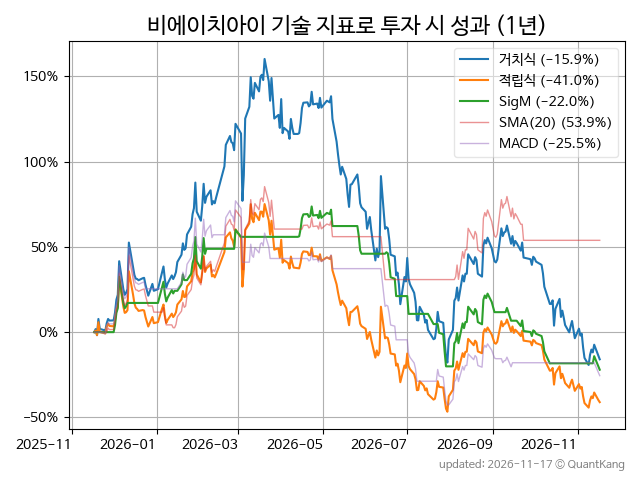 비에이치아이 기술 지표로 투자 시 성과 (1년)
거치식 (−15.9%)
적립식 (−41.0%)
SigM (−22.0%)
SMA(20) (53.9%)
MACD (−25.5%)
150%
100%
50%
0%
−50%
2025−11 2026−01 2026−03 2026−05 2026−07 2026−09 2026−11
updated: 2026−11−17 © QuantKang